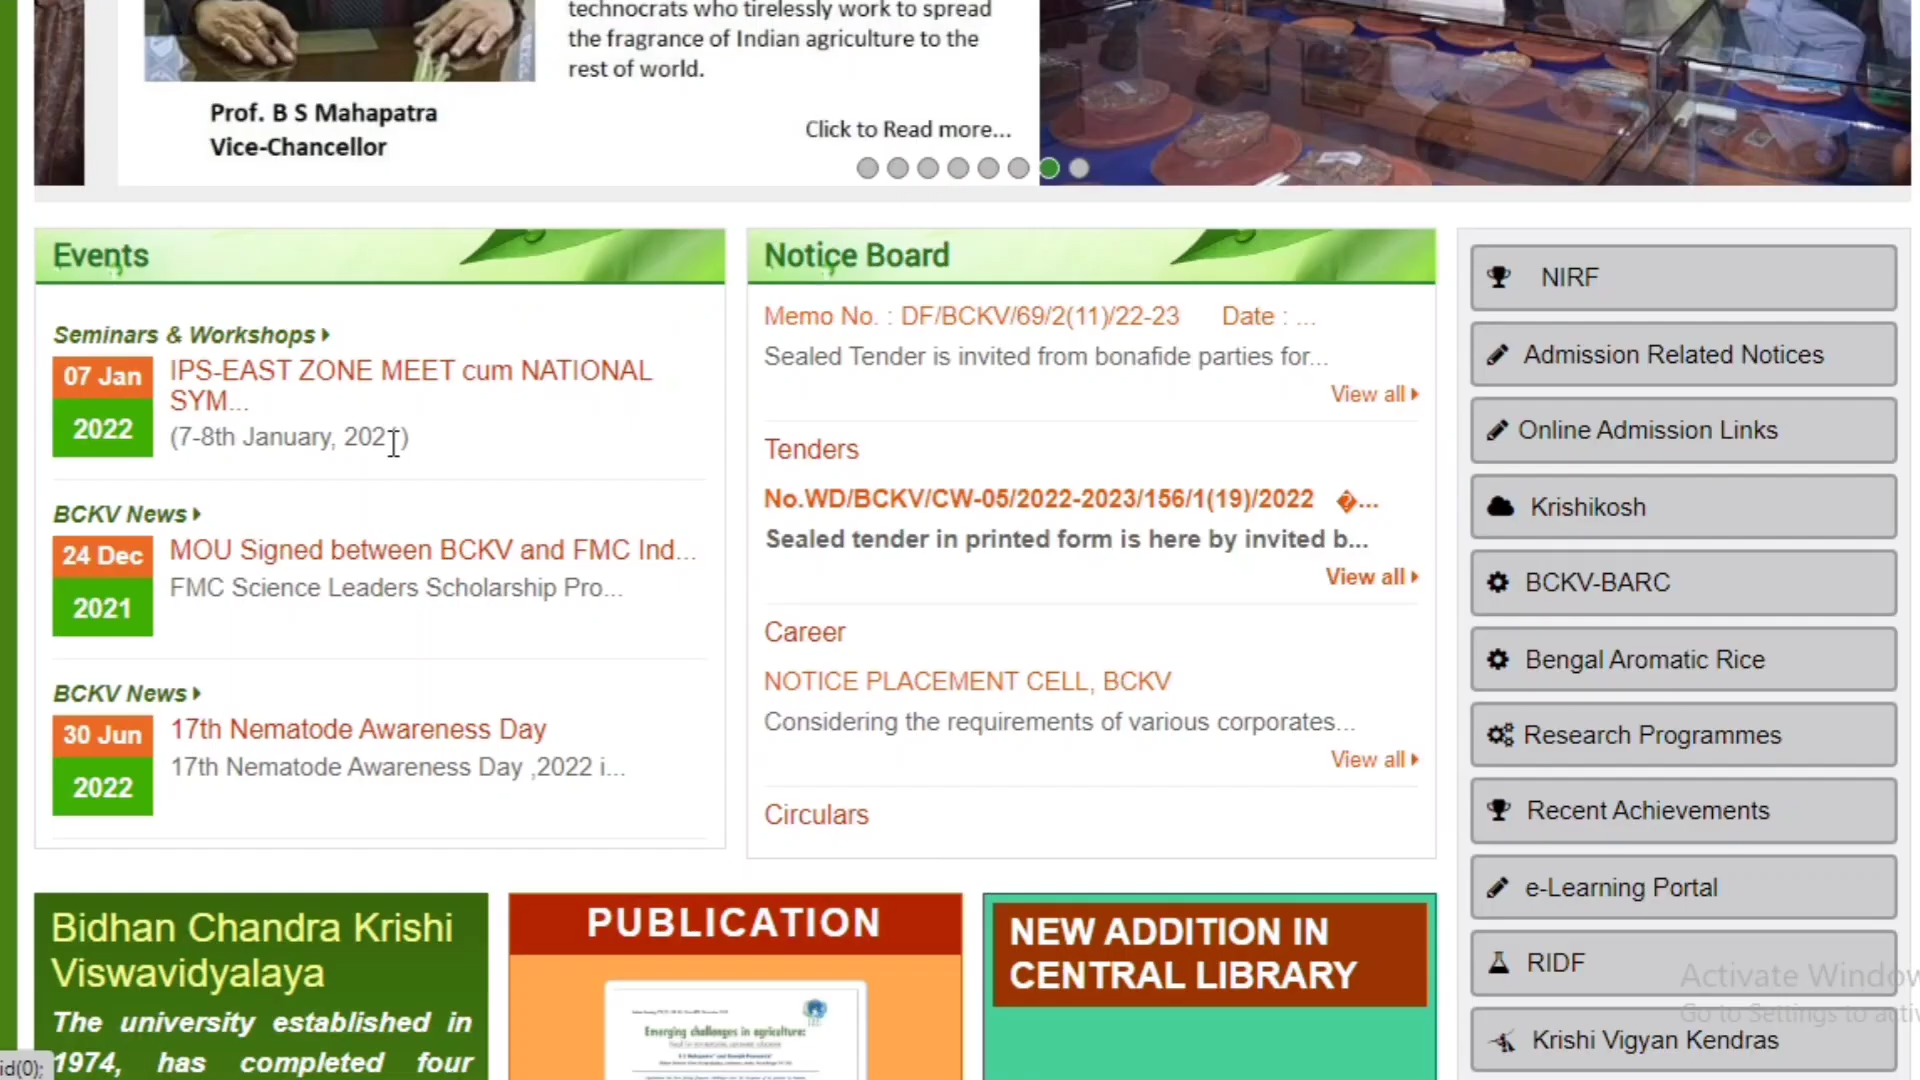 technocrats who tirelessly work to spread
the fragrance of Indian agriculture to the
rest of world.
Prof. B S Mahapatra
Vice-Chancellor
Click to Read more...
Events
Seminars & Workshops
07 Jan
2022
IPS-EAST ZONE MEET cum NATIONAL
SYM...
(7-8th January,
BCKV News
24 Dec
2021
MOU Signed between BCKV and FMC Ind...
FMC Science Leaders Scholarship Pro...
BCKV News
30 Jun
2022
17th Nematode Awareness Day
17th Nematode Awareness Day ,2022 i...
Notice Board
Memo No. : DF/BCKV/69/2(11)/22-23 Date : ...
Sealed Tender is invited from bonafide parties for...
View all
Tenders
No.WD/BCKV/CW-05/2022-2023/156/1(19)/2022 �...
Sealed tender in printed form is here by invited b...
View all
Career
NOTICE PLACEMENT CELL, BCKV
Considering the requirements of various corporates...
View all
Circulars
NIRF
Admission Related Notices
Online Admission Links
Krishikosh
BCKV-BARC
Bengal Aromatic Rice
Research Programmes
Recent Achievements
e-Learning Portal
RIDF
Krishi Vigyan Kendras
Bidhan Chandra Krishi
Viswavidyalaya
The university established in
1974, has completed four
PUBLICATION
Emerging challenges in agriculture:
NEW ADDITION IN
CENTRAL LIBRARY
Activate Window
Go to Settings to activ
id(0);